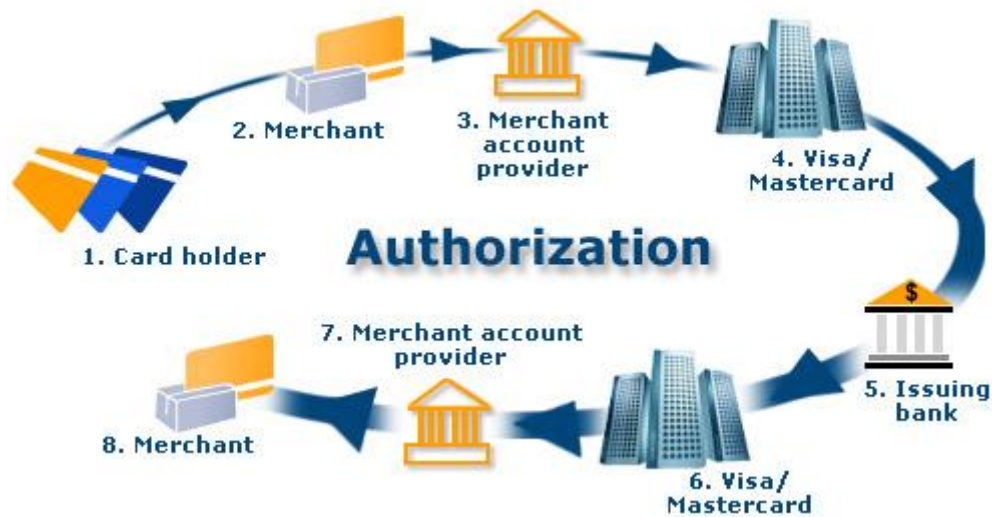 2. Merchant
3. Merchant
account
provider
4. Visa/
Mastercard
1. Card holder
Authorization
$
5. Issuing
bank
6. Visa/
Mastercard
7. Merchant account
provider
8. Merchant